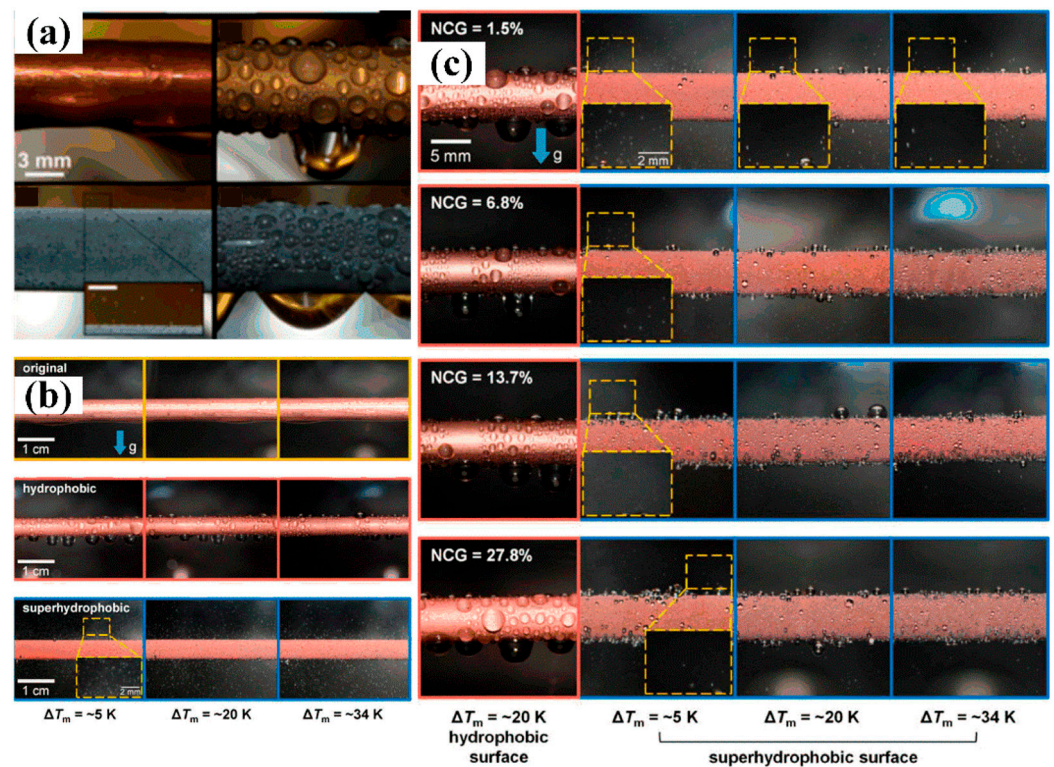 (a)
3 mm
(b)
original
1 cm
g
hydrophobic
1 cm
superhydrophobic
1 cm
2 mm
ΔTm = ~5 K
ΔTm = ~20 K
ΔTm = ~34 K
(c)
NCG = 1.5%
5 mm
g
2 mm
NCG = 6.8%
NCG = 13.7%
NCG = 27.8%
ΔTm = ~20 K
hydrophobic
surface
ΔTm = ~5 K
ΔTm = ~20 K
ΔTm = ~34 K
superhydrophobic surface